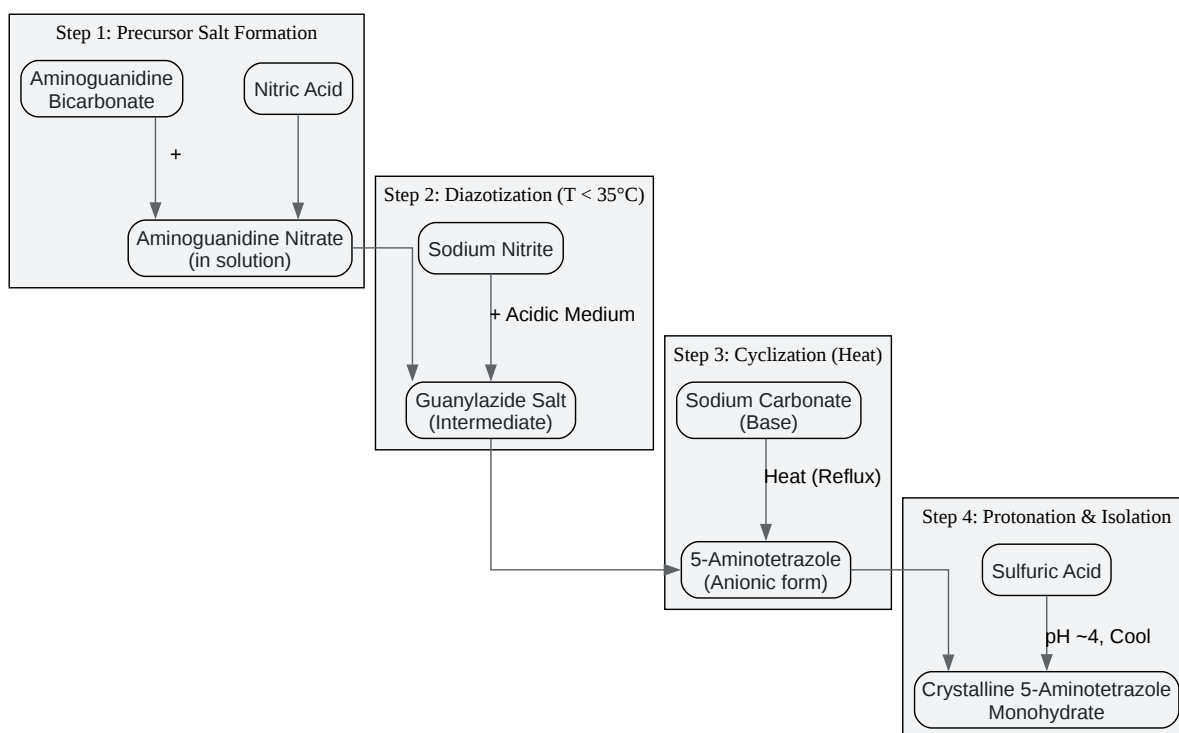 Step 1: Precursor Salt Formation
Aminoguanidine
Bicarbonate
Nitric Acid
+
Aminoguanidine Nitrate
(in solution)
Step 2: Diazotization (T < 35°C)
Sodium Nitrite
+ Acidic Medium
Guanylazide Salt
(Intermediate)
Step 3: Cyclization (Heat)
Sodium Carbonate
(Base)
Heat (Reflux)
5-Aminotetrazole
(Anionic form)
Step 4: Protonation & Isolation
Sulfuric Acid
pH ~4, Cool
Crystalline 5-Aminotetrazole
Monohydrate